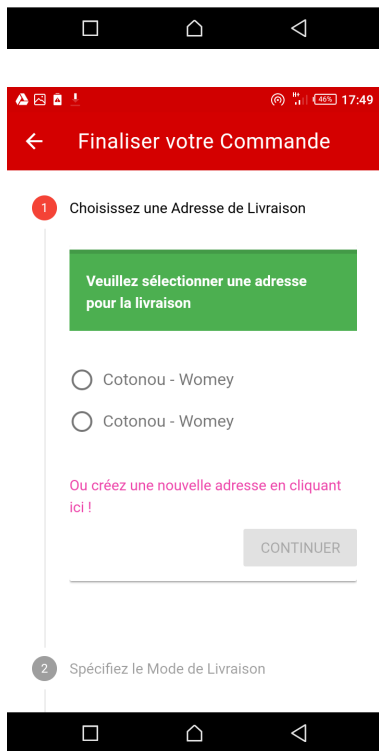 46% 17:49
Finaliser votre Commande
1 Choisissez une Adresse de Livraison
Veuillez sélectionner une adresse
pour la livraison
Cotonou - Womey
Cotonou - Womey
Ou créez une nouvelle adresse en cliquant
ici !
CONTINUER
2 Spécifiez le Mode de Livraison